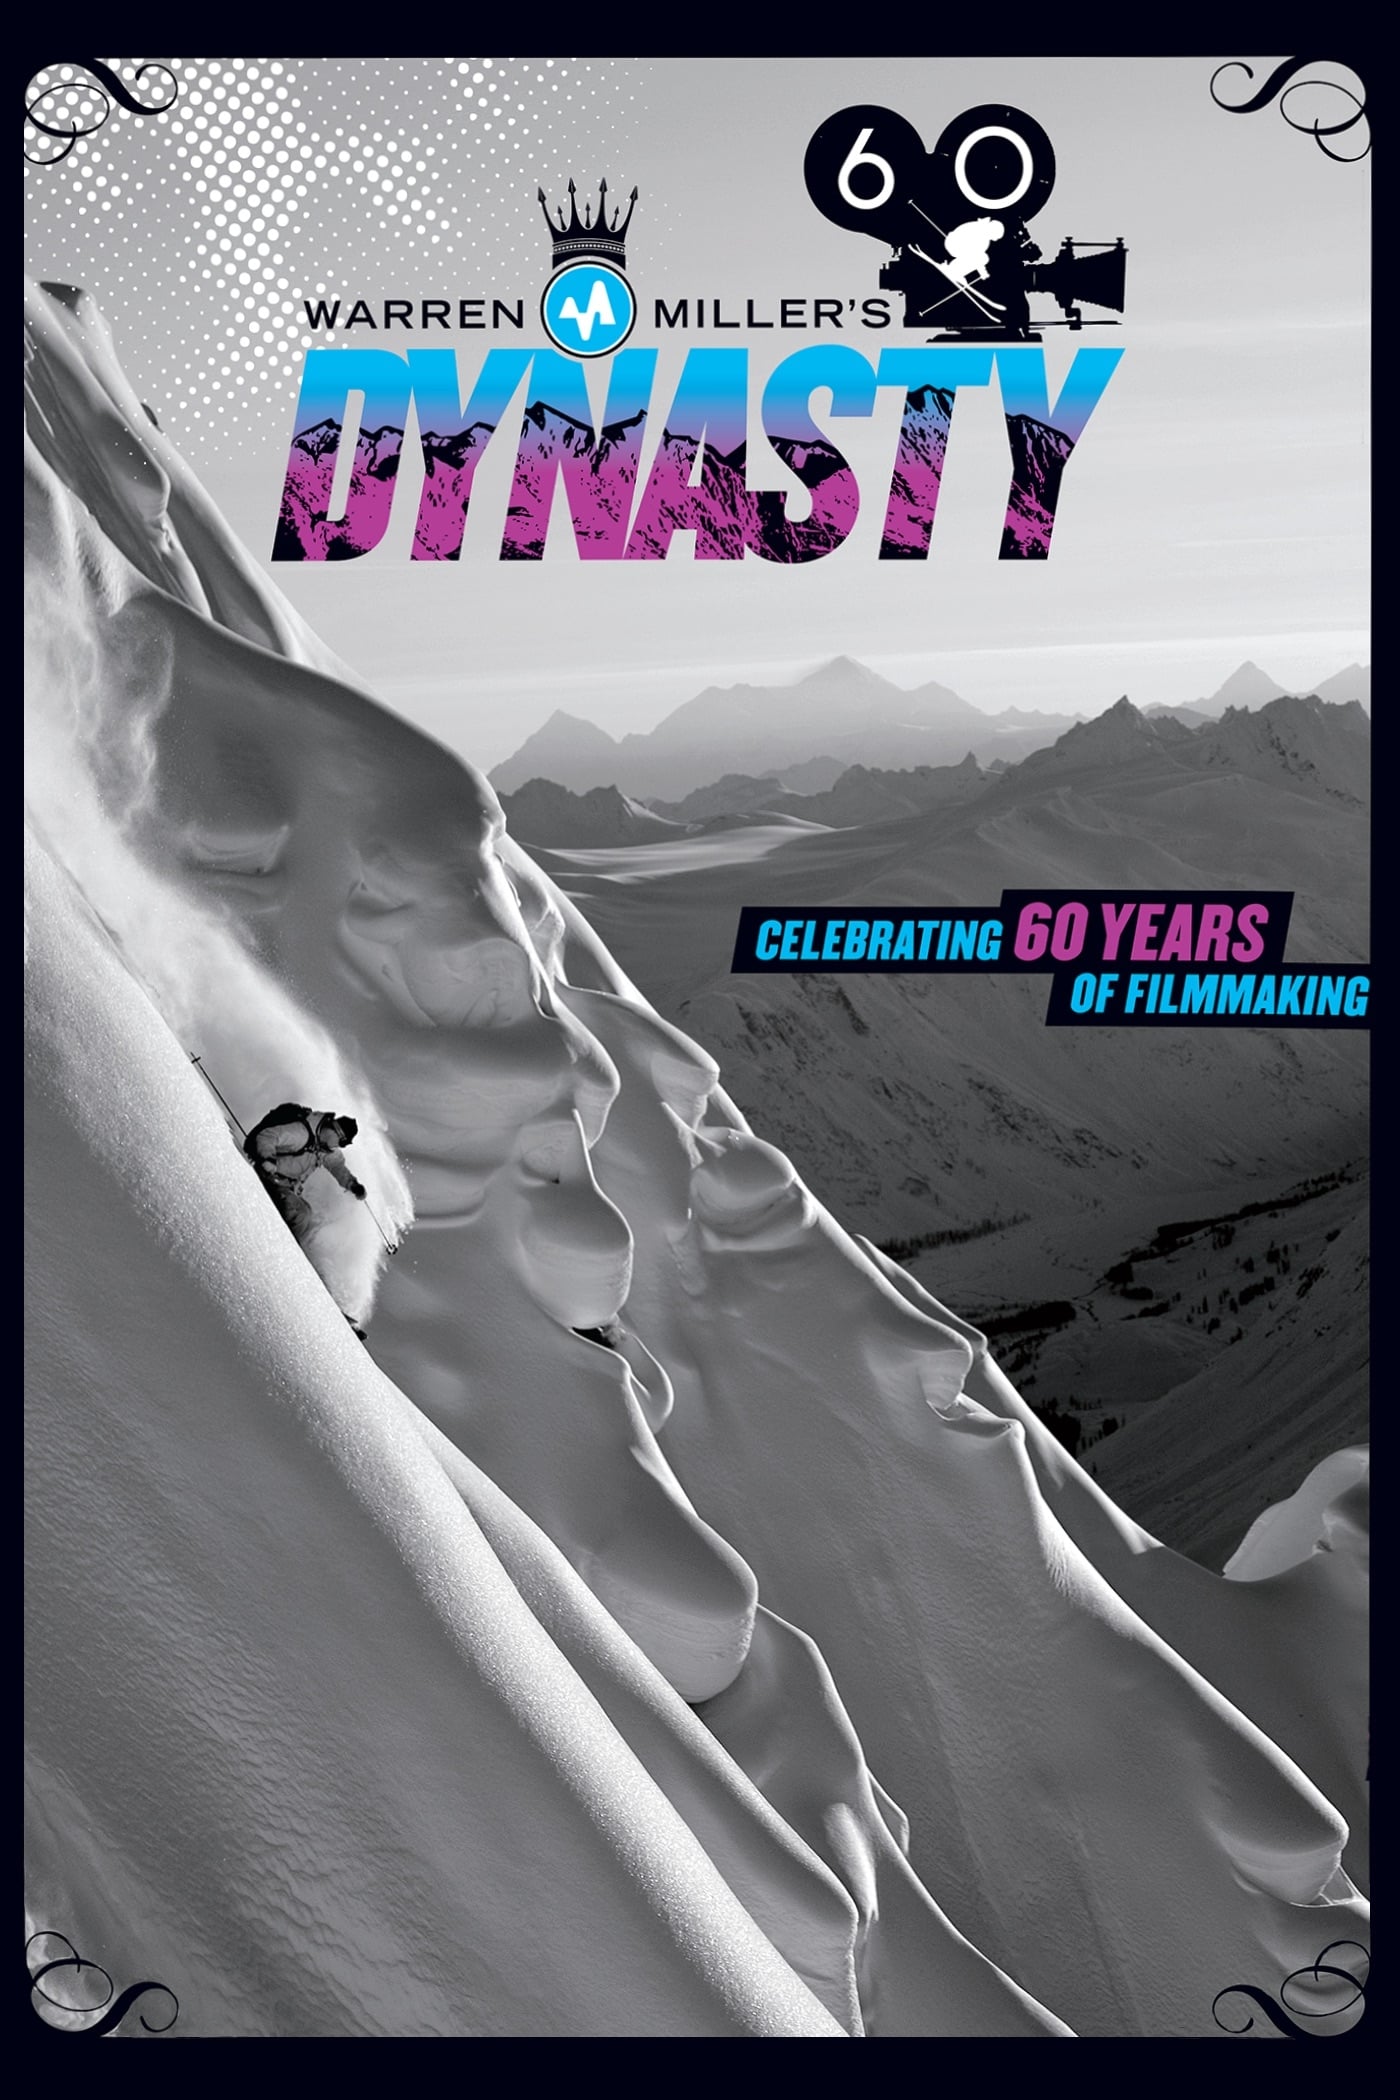 60
WARREN MILLER'S
DYNASTY
CELEBRATING 60 YEARS
OF FILMMAKING